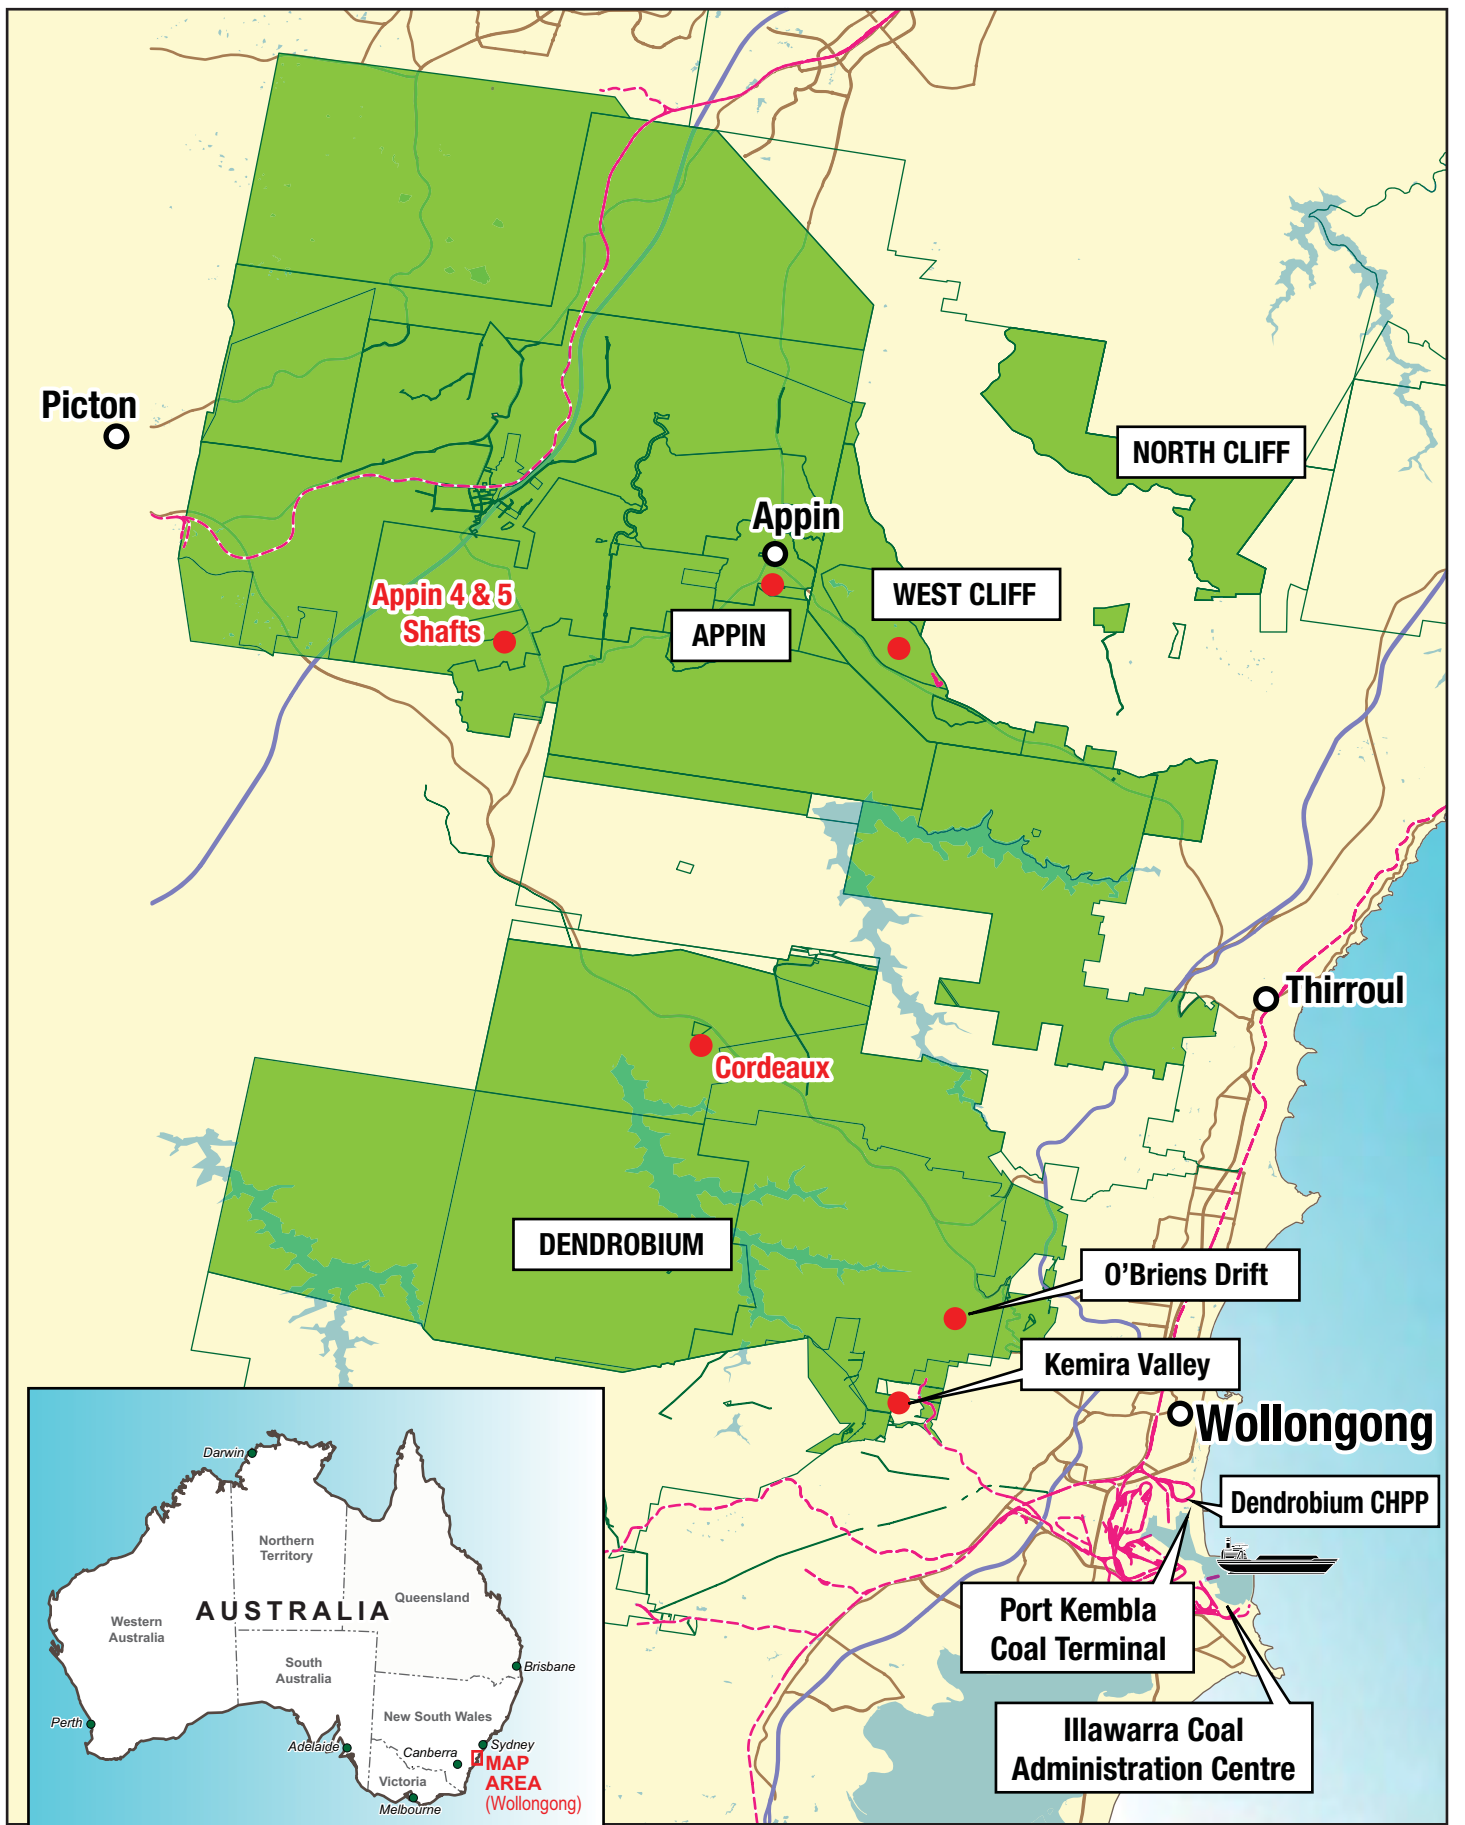 Picton
NORTH CLIFF
Appin
Appin 4 & 5
Shafts
WEST CLIFF
APPIN
Thirroul
Cordeaux
DENDROBIUM
O'Briens Drift
Kemira Valley
Wollongong
Dendrobium CHPP
Port Kembla
Coal Terminal
Illawarra Coal
Administration Centre
Darwin
Northern
Territory
Queensland
AUSTRALIA
Western
Australia
South
Australia
Brisbane
New South Wales
Perth
Adelaide
Canberra
Sydney
MAP
AREA
(Wollongong)
Victoria
Melbourne